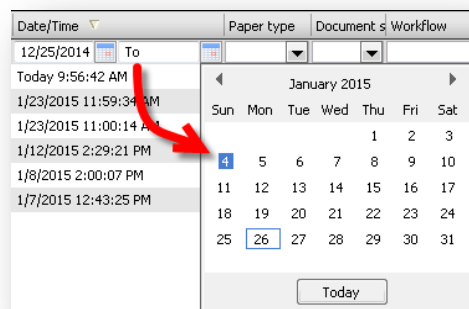 Date/Time Paper type Document s Workflow
12/25/2014 To
Today 9:56:42 AM
1/23/2015 11:59:34 AM
1/23/2015 11:00:14 AM
1/12/2015 2:29:21 PM
1/8/2015 2:00:07 PM
1/7/2015 12:43:25 PM
January 2015
Sun Mon Tue Wed Thu Fri Sat
1 2 3
4 5 6 7 8 9 10
11 12 13 14 15 16 17
18 19 20 21 22 23 24
25 26 27 28 29 30 31
Today